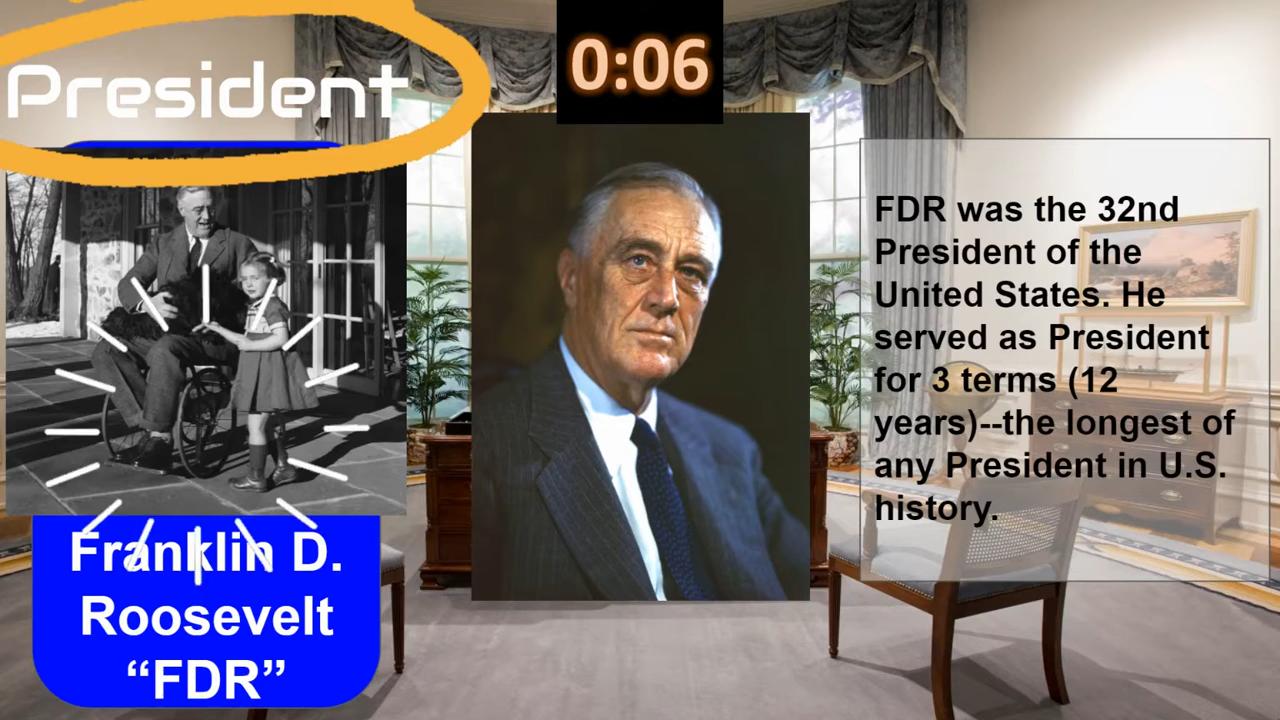 President
0:06
FDR was the 32nd
President of the
United States. He
served as President
for 3 terms (12
years)--the longest of
any President in U.S.
history.
Franklin D.
Roosevelt
“FDR”